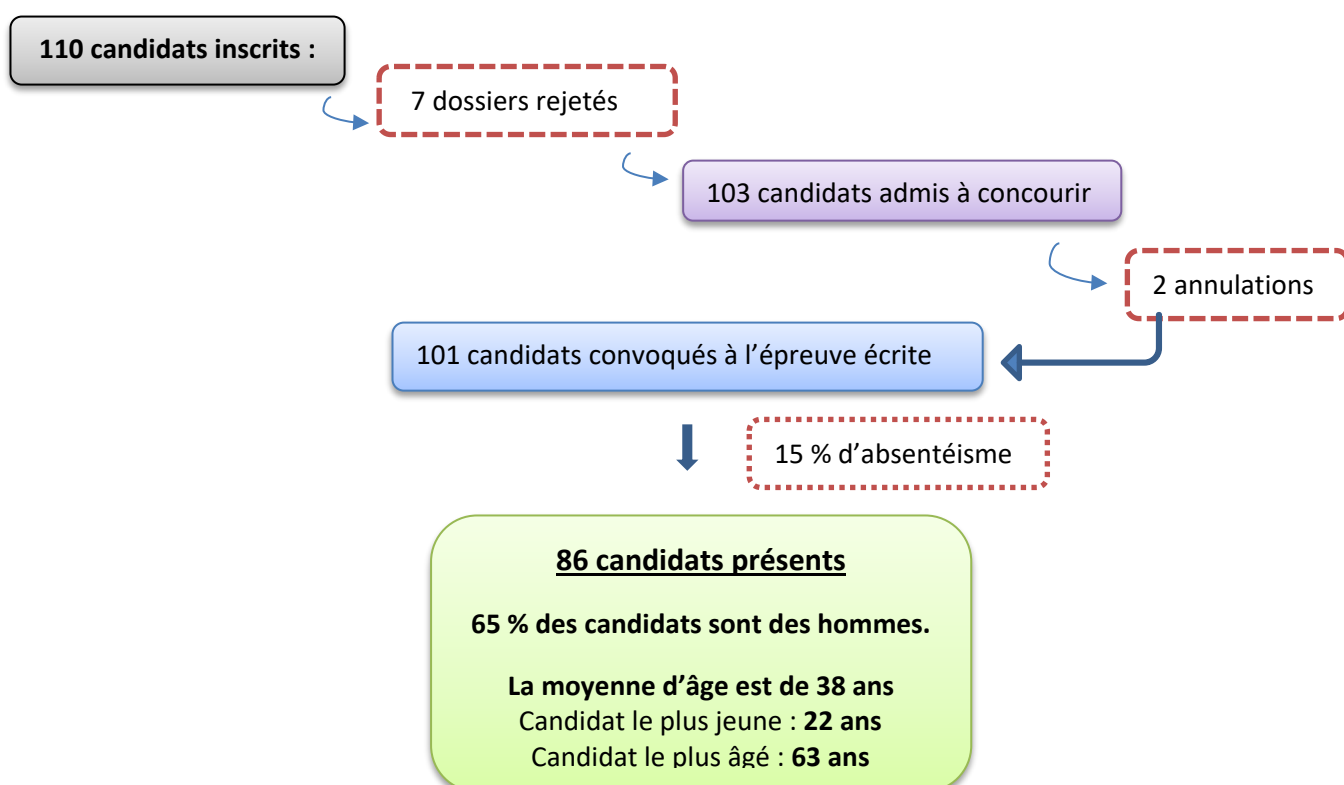 110 candidats inscrits :
7 dossiers rejetés
103 candidats admis à concourir
2 annulations
101 candidats convoqués à l’épreuve écrite
15 % d’absentéisme
86 candidats présents
65 % des candidats sont des hommes.
La moyenne d’âge est de 38 ans
Candidat le plus jeune : 22 ans
Candidat le plus âgé : 63 ans